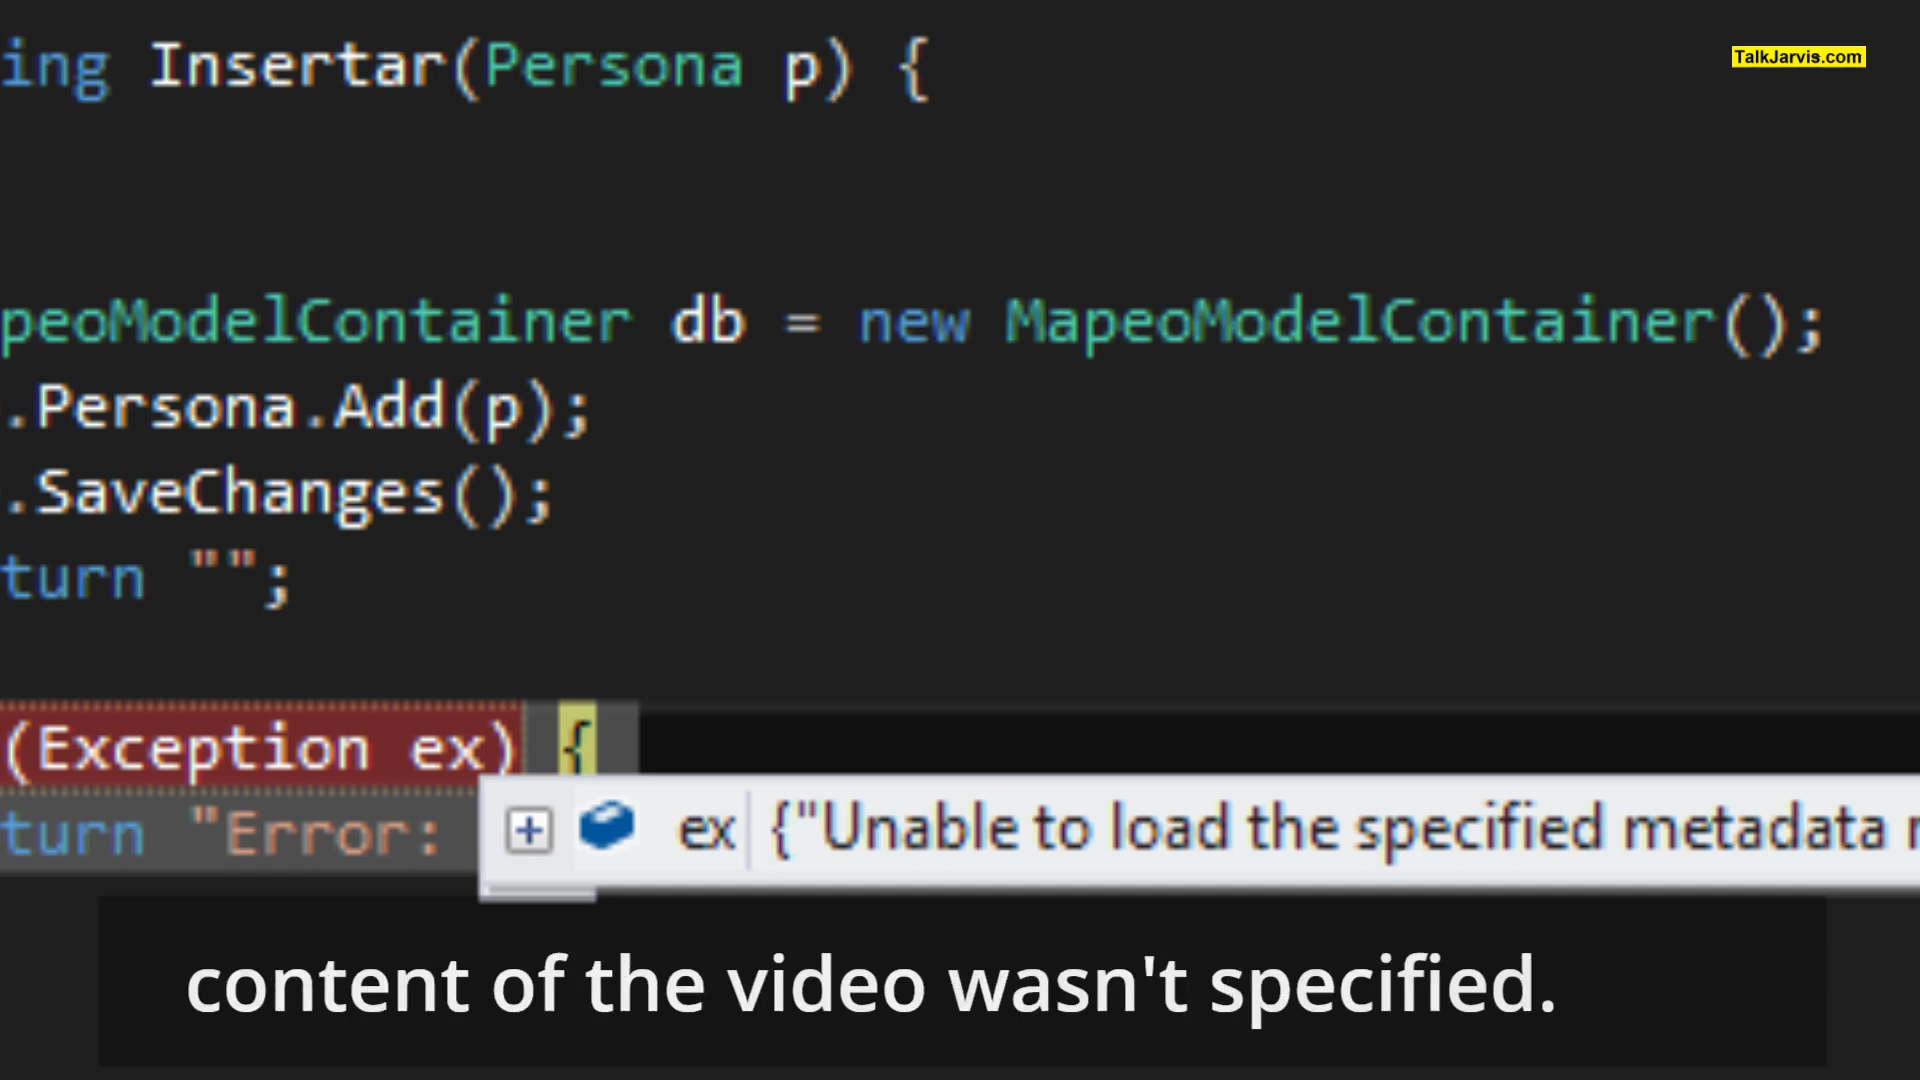 ing Insertar(Persona p) {
TalkJarvis.com
peoModelContainer db = new MapeoModelContainer();
.Persona.Add(p);
.SaveChanges();
turn "";
(Exception ex) {
turn "Error:
ex {"Unable to load the specified metadata r
content of the video wasn't specified.